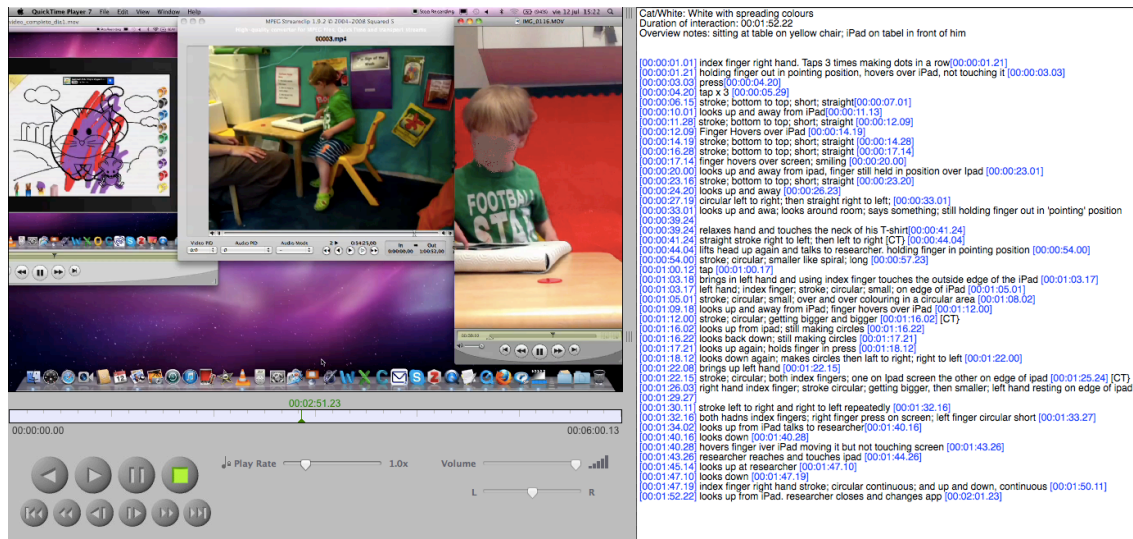 QuickTime Player 7 File Edit View Window Help
Stop Recording
(94%) vie 12 jul 15:22
video_completo_dis1.mov
MPEG Streamclip 1.9.2 © 2004-2008 Squared 5
00003.mp4
IMG_0116.MOV
FOOTBALL
STAR
Video PID
Audio PID
Audio Mode
In
Out
00:02:51.23
00:00:00.00
00:06:00.13
Play Rate
1.0x
Volume
L
R
Cat/White: White with spreading colours
Duration of interaction: 00:01:52.22
Overview notes: sitting at table on yellow chair; iPad on tabel in front of him
[00:00:01.01] index finger right hand. Taps 3 times making dots in a row[00:00:01.21]
[00:00:01.21] holding finger out in pointing position, hovers over iPad, not touching it [00:00:03.03]
[00:00:03.03] press[00:00:04.20]
[00:00:04.20] tap x 3 [00:00:05.29]
[00:00:06.15] stroke; bottom to top; short; straight[00:00:07.01]
[00:00:10.01] looks up and away from iPad[00:00:11.13]
[00:00:11.28] stroke; bottom to top; short; straight [00:00:12.09]
[00:00:12.09] Finger Hovers over iPad [00:00:14.19]
[00:00:14.19] stroke; bottom to top; short; straight [00:00:14.28]
[00:00:16.28] stroke; bottom to top; short; straight [00:00:17.14]
[00:00:17.14] finger hovers over screen; smiling [00:00:20.00]
[00:00:20.00] looks up and away from ipad, finger still held in position over Ipad [00:00:23.01]
[00:00:23.16] stroke; bottom to top; short; straight [00:00:23.20]
[00:00:24.20] looks up and away [00:00:26.23]
[00:00:27.19] circular left to right; then straight right to left; [00:00:33.01]
[00:00:33.01] looks up and awa; looks around room; says something; still holding finger out in 'pointing' position
[00:00:39.24]
[00:00:39.24] relaxes hand and touches the neck of his T-shirt[00:00:41.24]
[00:00:41.24] straight stroke right to left; then left to right [CT} [00:00:44.04]
[00:00:44.04] lifts head up again and talks to researcher. holding finger in pointing position [00:00:54.00]
[00:00:54.00] stroke; circular; smaller like spiral; long [00:00:57.23]
[00:01:00.12] tap [00:01:00.17]
[00:01:03.18] brings in left hand and using index finger touches the outside edge of the iPad [00:01:03.17]
[00:01:03.17] left hand; index finger; stroke; circular; small; on edge of iPad [00:01:05.01]
[00:01:05.01] stroke; circular; small; over and over colouring in a circular area [00:01:08.02]
[00:01:09.18] looks up and away from iPad; finger hovers over iPad [00:01:12.00]
[00:01:12.00] stroke; circular; getting bigger and bigger [00:01:16.02] [CT}
[00:01:16.02] looks up from ipad; still making circles [00:01:16.22]
[00:01:16.22] looks back down; still making circles [00:01:17.21]
[00:01:17.21] looks up again; holds finger in press [00:01:18.12]
[00:01:18.12] looks down again; makes circles then laft to right; right to left [00:01:22.00]
[00:01:22.08] brings up left hand [00:01:22.15]
[00:01:22.15] stroke; circular; both index fingers; one on Ipad screen the other on edge of ipad [00:01:25.24] [CT}
[00:01:26.03] right hand index finger; stroke circular; getting bigger, then smaller; left hand resting on edge of ipad
[00:01:29.27]
[00:01:30.11] stroke left to right and right to left repeatedly [00:01:32.16]
[00:01:32.16] both hadns index fingers; right finger press on screen; left finger circular short [00:01:33.27]
[00:01:34.02] looks up from iPad talks to researcher[00:01:40.16]
[00:01:40.16] looks down [00:01:40.28]
[00:01:40.28] hovers finger iver iPad moving it but not touching screen [00:01:43.26]
[00:01:43.26] researcher reaches and touches ipad [00:01:44.26]
[00:01:45.14] looks up at researcher [00:01:47.10]
[00:01:47.10] looks down [00:01:47.19]
[00:01:47.19] index finger right hand stroke; circular continuous; and up and down, continuous [00:01:50.11]
[00:01:52.22] looks up from iPad. researcher closes and changes app [00:02:01.23]